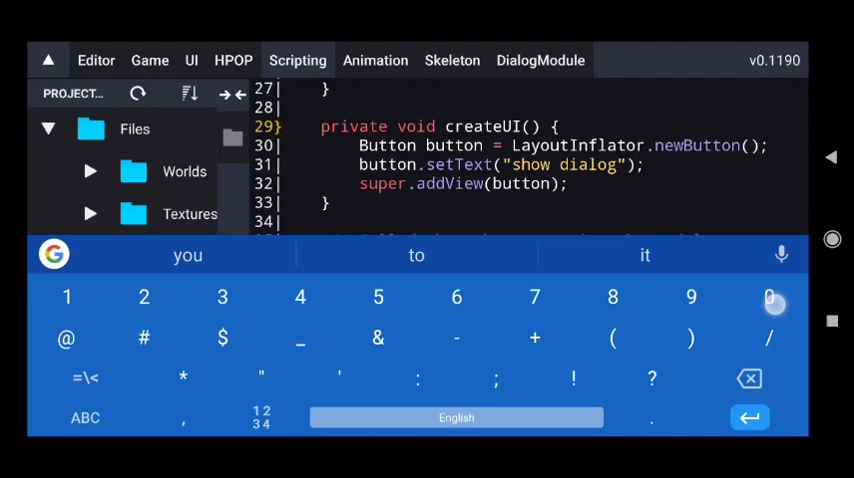 ▲ Editor Game UI HPOP Scripting Animation Skeleton DialogModule v0.1190
PROJECT...
Files
Worlds
Textures
27| }
28|
29} private void createUI() {
30| Button button = LayoutInflator.newButton();
31| button.setText("show dialog");
32| super.addView(button);
33| }
34|
G you to it
1 2 3 4 5 6 7 8 9 0
@ # $ _ & - + ( ) /
=\< * " ' : ; ! ?
ABC , 12 English .
34